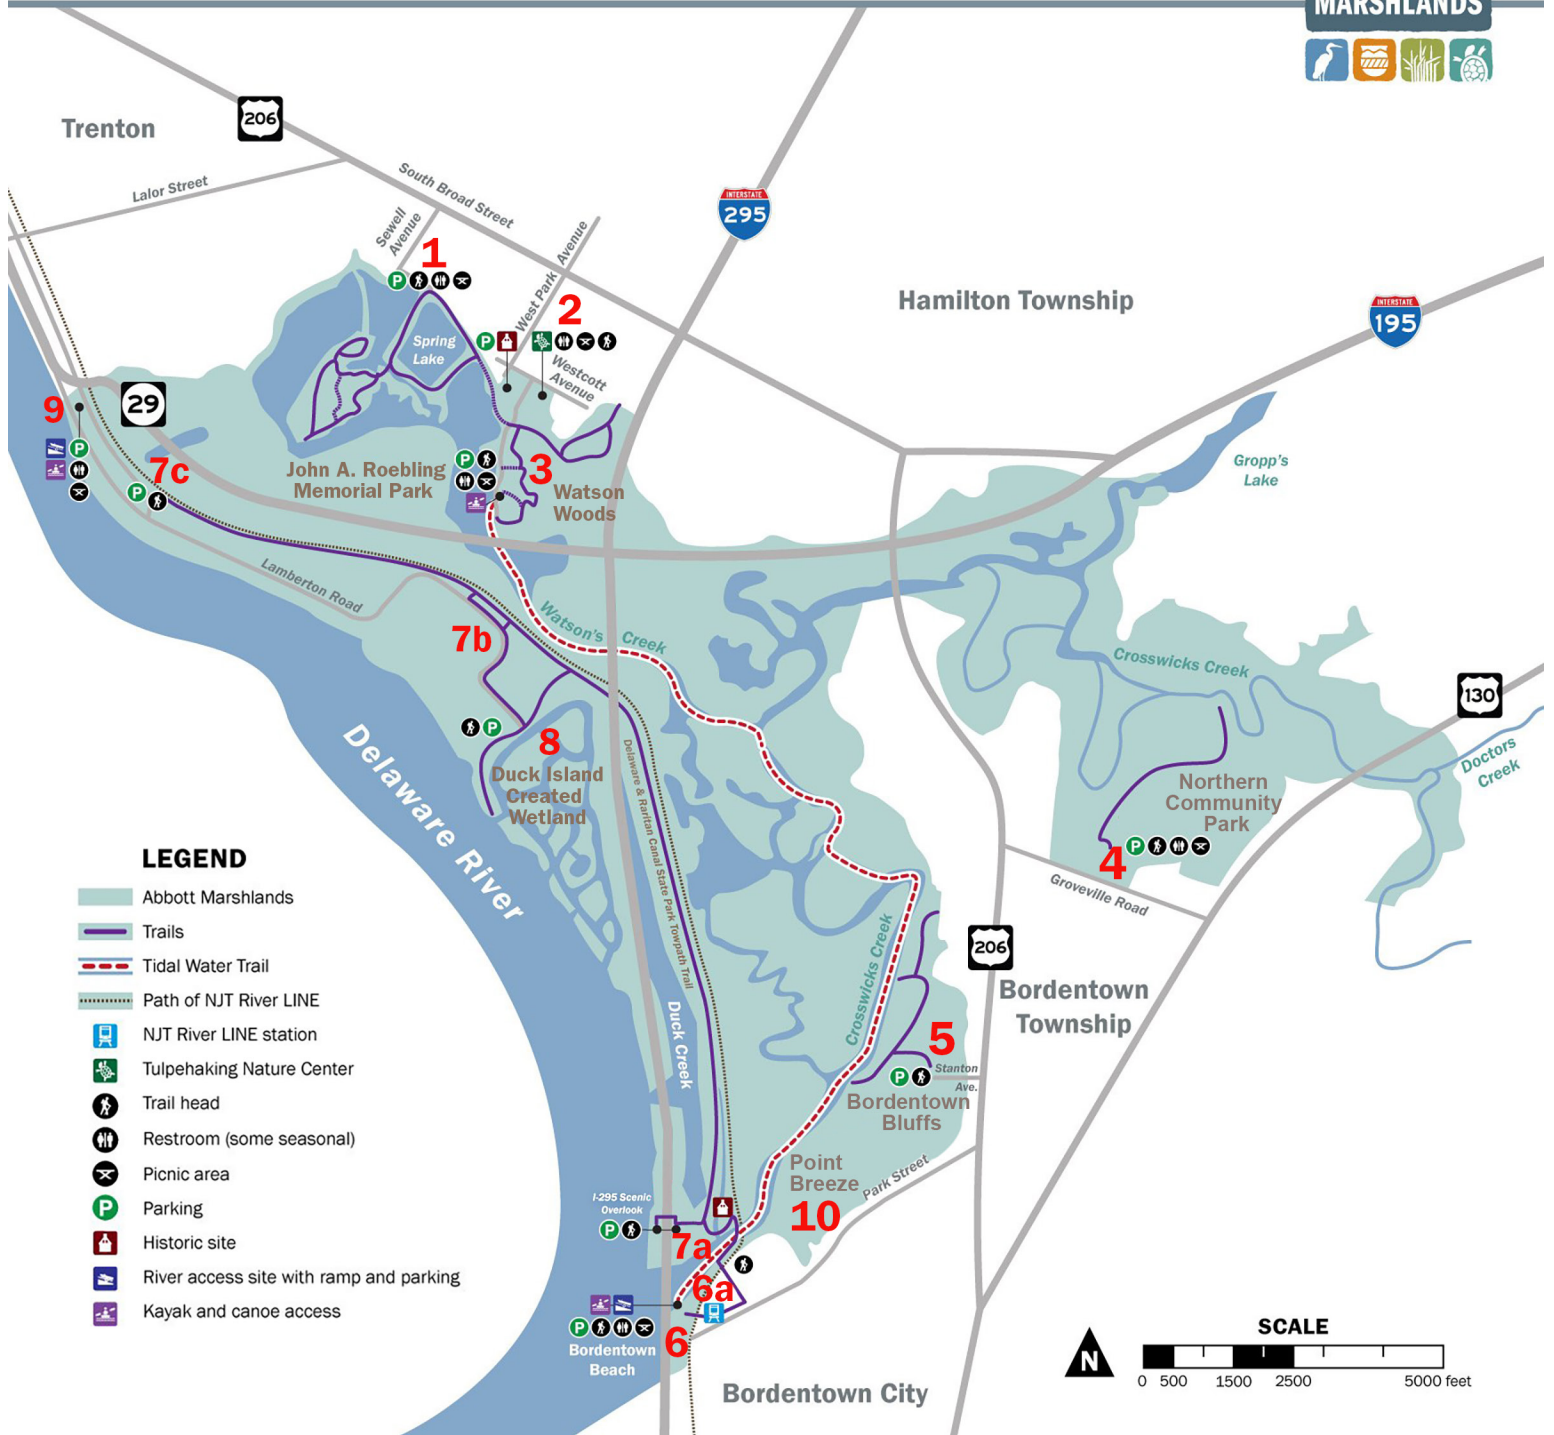 MARSHLANDS
Trenton
206
Lalor Street
South Broad Street
Sewell
Avenue
West Park Avenue
INTERSTATE
295
Hamilton Township
INTERSTATE
195
1
P
2
P
Spring
Lake
Westcott
Avenue
9
29
P
7c
P
John A. Roebling
Memorial Park
P
3
Watson
Woods
Gropp's
Lake
Lamberton Road
Watson's Creek
7b
Crosswicks Creek
130
Doctors
Creek
P
8
Duck Island
Created
Wetland
Delaware River
Delaware & Raritan Canal State Park Towpath Trail
Northern
Community
Park
4
P
Groveville Road
206
Bordentown
Township
Crosswicks Creek
Duck Creek
5
P
Stanton
Ave.
Bordentown
Bluffs
Point
Breeze
10
Park Street
I-295 Scenic
Overlook
P
7a
6a
P
6
Bordentown
Beach
Bordentown City
LEGEND
Abbott Marshlands
Trails
Tidal Water Trail
Path of NJT River LINE
NJT River LINE station
Tulpehaking Nature Center
Trail head
Restroom (some seasonal)
Picnic area
P Parking
Historic site
River access site with ramp and parking
Kayak and canoe access
N
SCALE
0 500 1500 2500 5000 feet